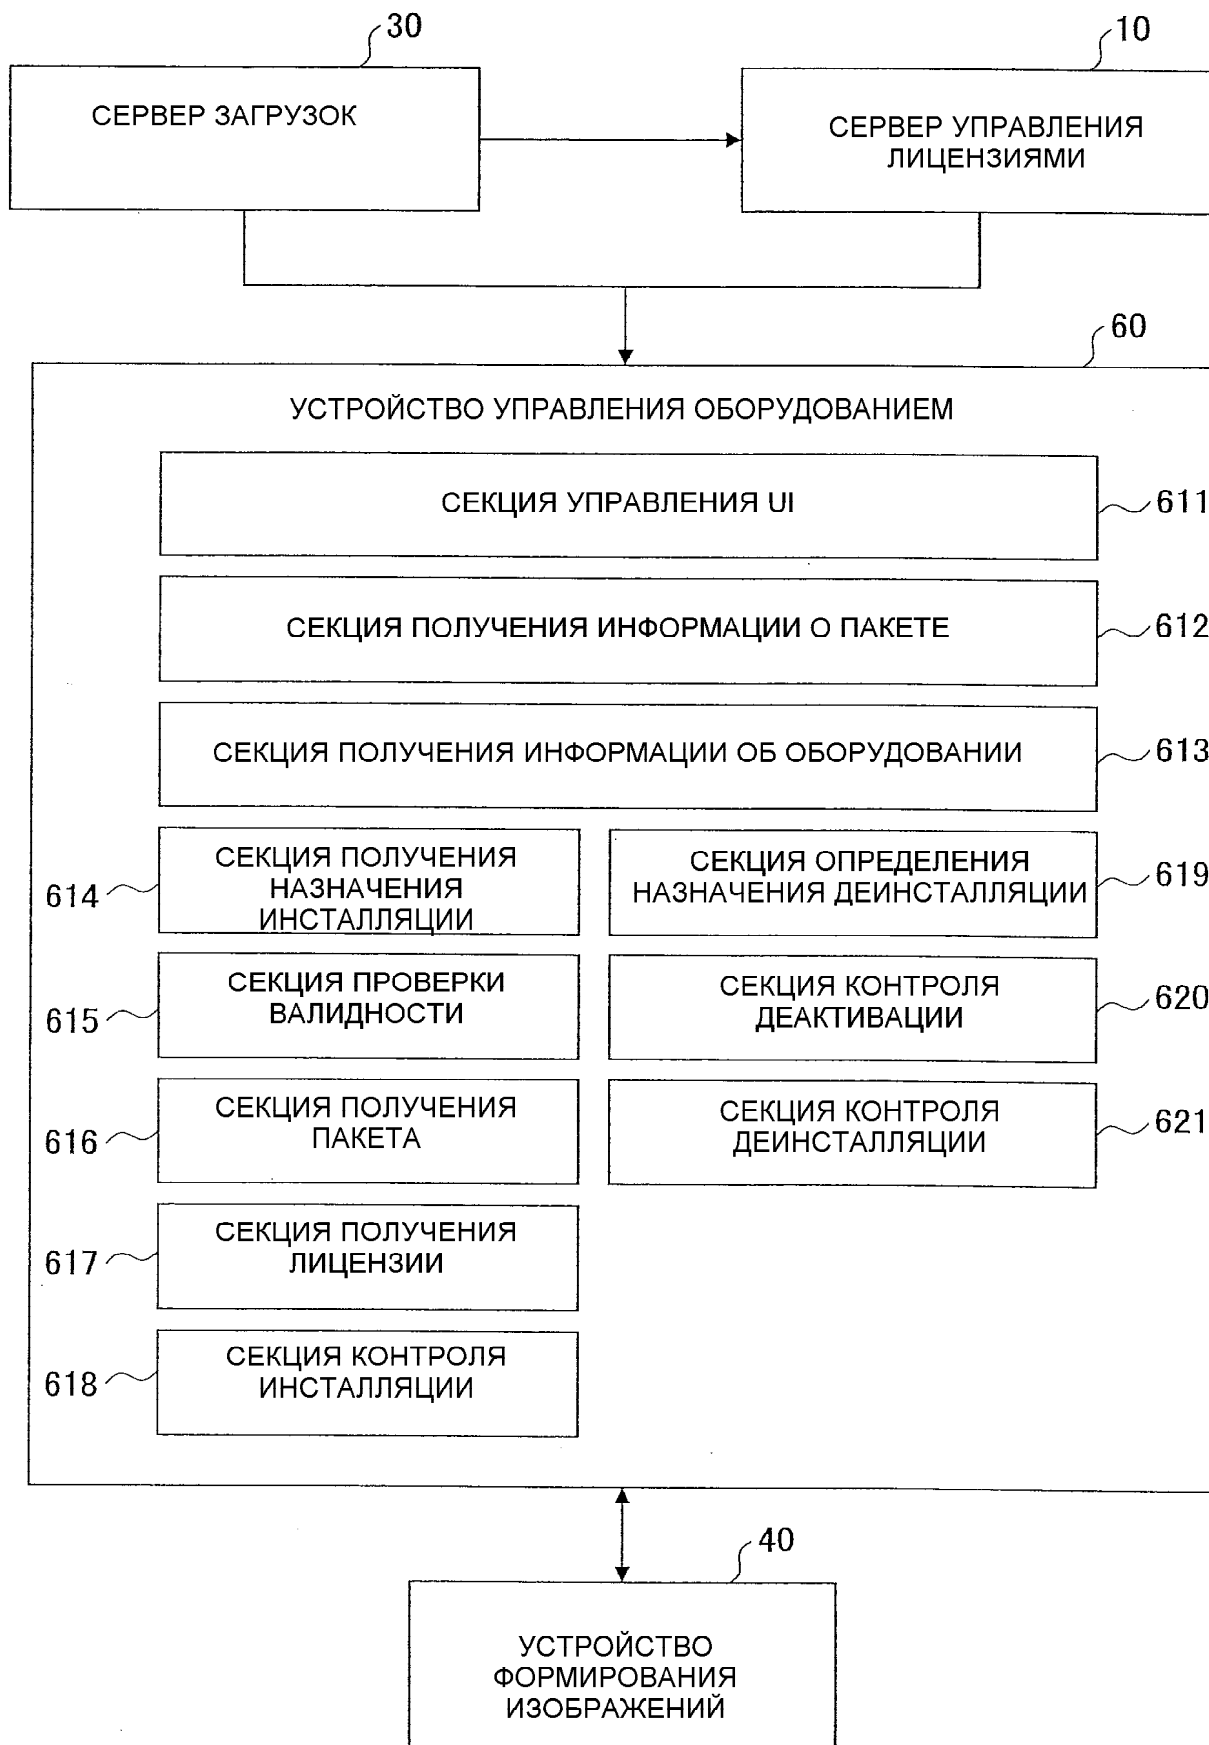 30
10
СЕРВЕР ЗАГРУЗОК
СЕРВЕР УПРАВЛЕНИЯ
ЛИЦЕНЗИЯМИ
60
УСТРОЙСТВО УПРАВЛЕНИЯ ОБОРУДОВАНИЕМ
СЕКЦИЯ УПРАВЛЕНИЯ UI
611
СЕКЦИЯ ПОЛУЧЕНИЯ ИНФОРМАЦИИ О ПАКЕТЕ
612
СЕКЦИЯ ПОЛУЧЕНИЯ ИНФОРМАЦИИ ОБ ОБОРУДОВАНИИ
613
614
СЕКЦИЯ ПОЛУЧЕНИЯ
НАЗНАЧЕНИЯ
ИНСТАЛЛЯЦИИ
СЕКЦИЯ ОПРЕДЕЛЕНИЯ
НАЗНАЧЕНИЯ ДЕИНСТАЛЛЯЦИИ
619
615
СЕКЦИЯ ПРОВЕРКИ
ВАЛИДНОСТИ
СЕКЦИЯ КОНТРОЛЯ
ДЕАКТИВАЦИИ
620
616
СЕКЦИЯ ПОЛУЧЕНИЯ
ПАКЕТА
СЕКЦИЯ КОНТРОЛЯ
ДЕИНСТАЛЛЯЦИИ
621
617
СЕКЦИЯ ПОЛУЧЕНИЯ
ЛИЦЕНЗИИ
618
СЕКЦИЯ КОНТРОЛЯ
ИНСТАЛЛЯЦИИ
40
УСТРОЙСТВО
ФОРМИРОВАНИЯ
ИЗОБРАЖЕНИЙ